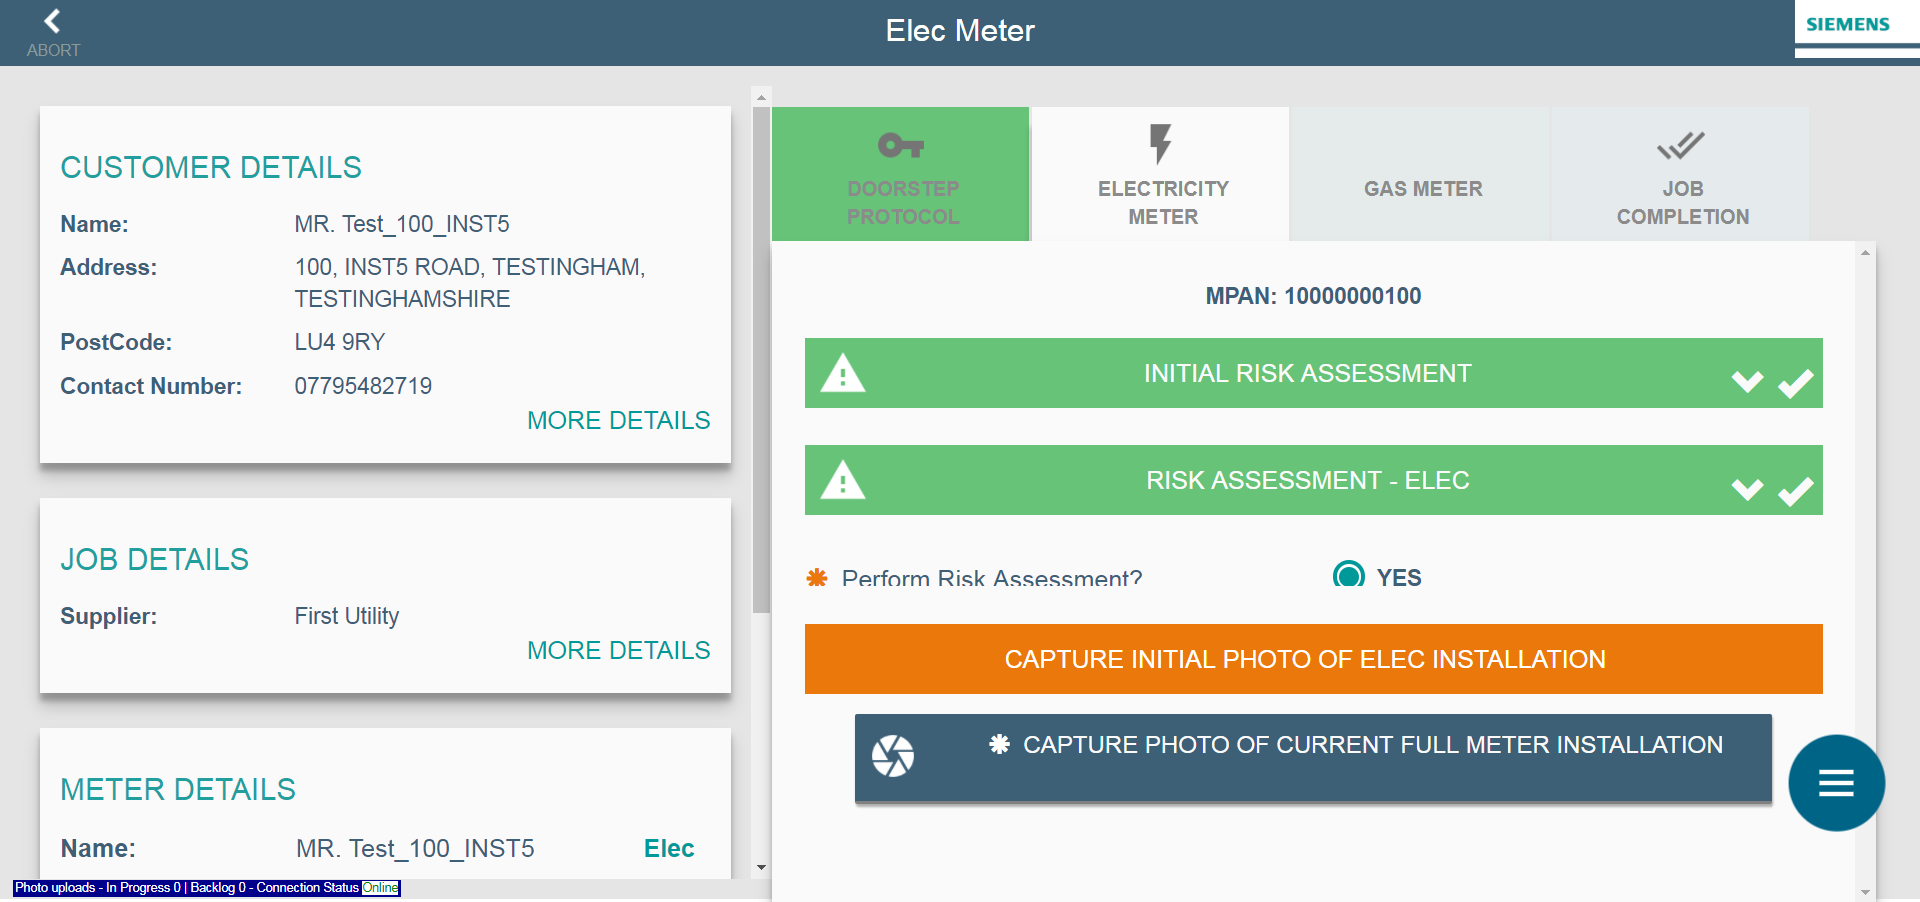 ABORT
Elec Meter
SIEMENS
CUSTOMER DETAILS
Name: MR. Test_100_INST5
Address: 100, INST5 ROAD, TESTINGHAM,
TESTINGHAMSHIRE
PostCode: LU4 9RY
Contact Number: 07795482719
MORE DETAILS
JOB DETAILS
Supplier: First Utility
MORE DETAILS
METER DETAILS
Name: MR. Test_100_INST5 Elec
Photo uploads - In Progress 0 | Backlog 0 - Connection Status Online
DOORSTEP
PROTOCOL
ELECTRICITY
METER
GAS METER
JOB
COMPLETION
MPAN: 10000000100
INITIAL RISK ASSESSMENT
RISK ASSESSMENT - ELEC
✱ Perform Risk Assessment? YES
CAPTURE INITIAL PHOTO OF ELEC INSTALLATION
✱ CAPTURE PHOTO OF CURRENT FULL METER INSTALLATION